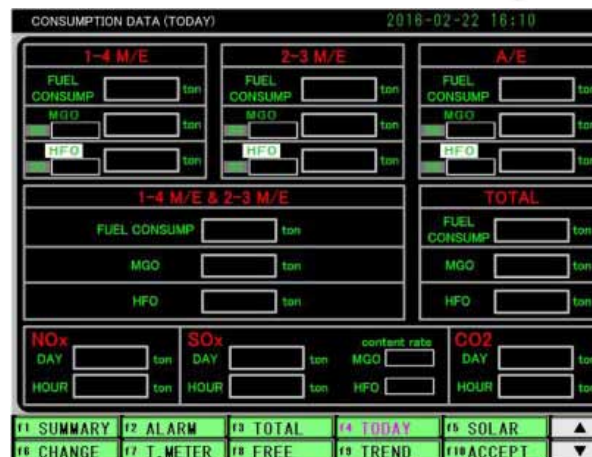 CONSUMPTION DATA (TODAY) 2016-02-22 16:10
1-4 M/E 2-3 M/E A/E
FUEL CONSUMP ton FUEL CONSUMP ton FUEL CONSUMP ton
MGO ton MGO ton MGO ton
HFO ton HFO ton HFO ton
1-4 M/E & 2-3 M/E TOTAL
FUEL CONSUMP ton FUEL CONSUMP ton
MGO ton MGO ton
HFO ton HFO ton
NOx SOx content rate CO2
DAY ton DAY ton MGO DAY ton
HOUR ton HOUR ton HFO HOUR ton
f1 SUMMARY f2 ALARM f3 TOTAL f4 TODAY f5 SOLAR ▲
f6 CHANGE f7 T.METER f8 FREE f9 TREND f10 ACCEPT ▼